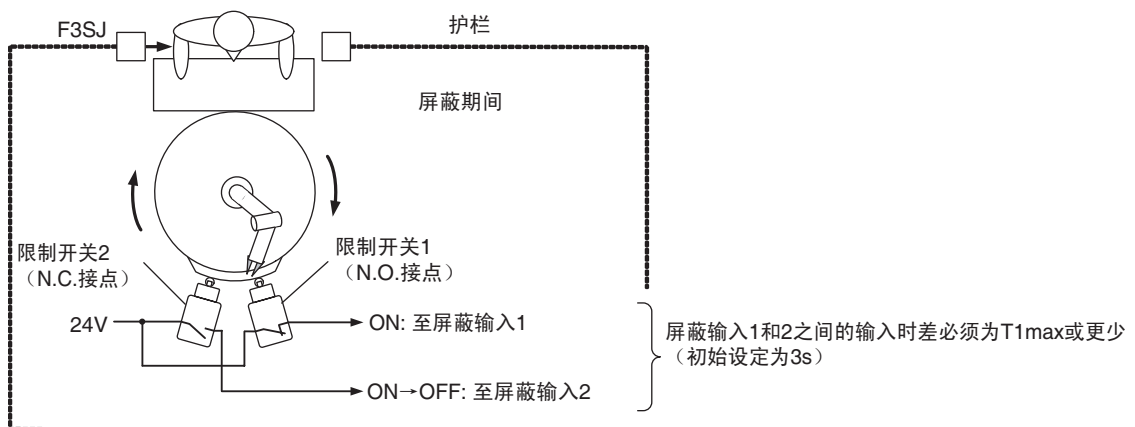 F3SJ
护栏
屏蔽期间
限制开关2
（N.C.接点）
限制开关1
（N.O.接点）
24V
ON: 至屏蔽输入1
ON→OFF: 至屏蔽输入2
屏蔽输入1和2之间的输入时差必须为T1max或更少
（初始设定为3s）